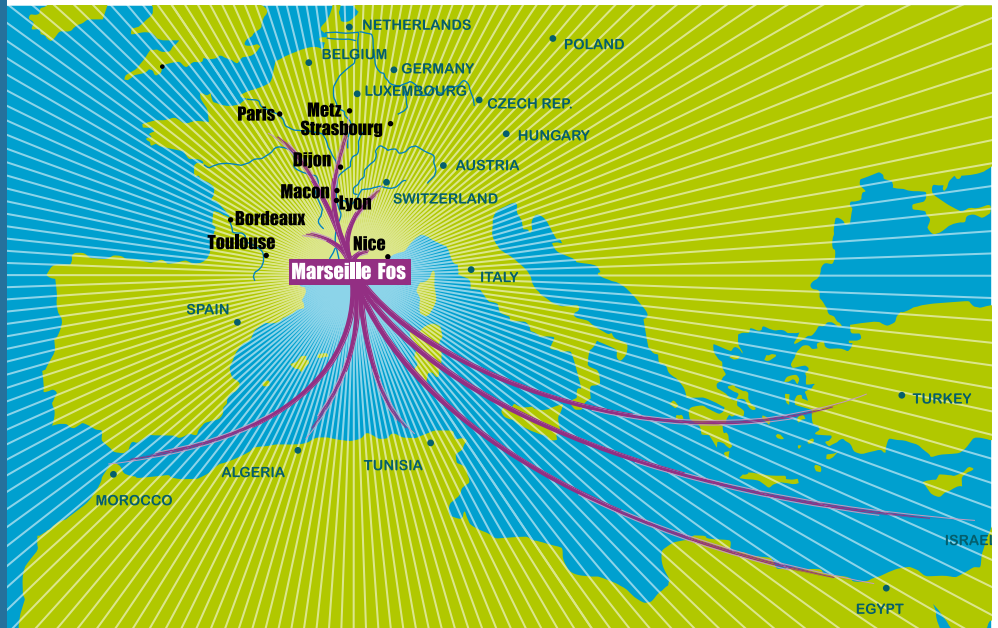 NETHERLANDS
POLAND
BELGIUM
GERMANY
LUXEMBOURG
CZECH REP.
Paris
Metz
Strasbourg
HUNGARY
Dijon
AUSTRIA
Macon
Lyon
SWITZERLAND
Bordeaux
Toulouse
Nice
Marseille Fos
ITALY
SPAIN
TURKEY
ALGERIA
TUNISIA
MOROCCO
ISRAEL
EGYPT